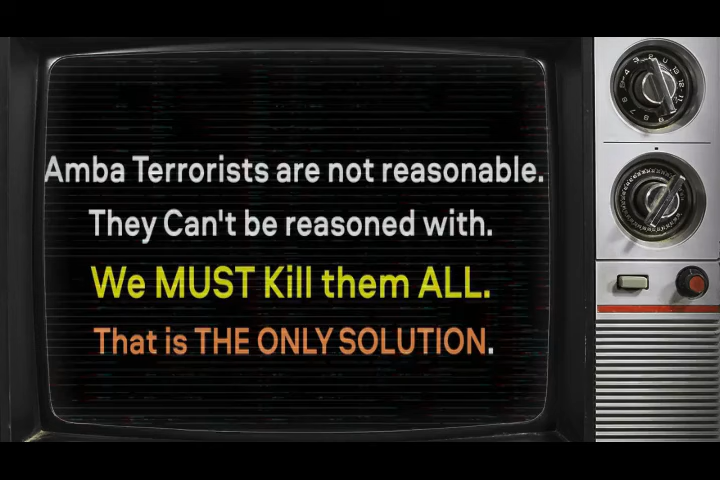 Amba Terrorists are not reasonable.
They Can't be reasoned with.
We MUST Kill them ALL.
That is THE ONLY SOLUTION.